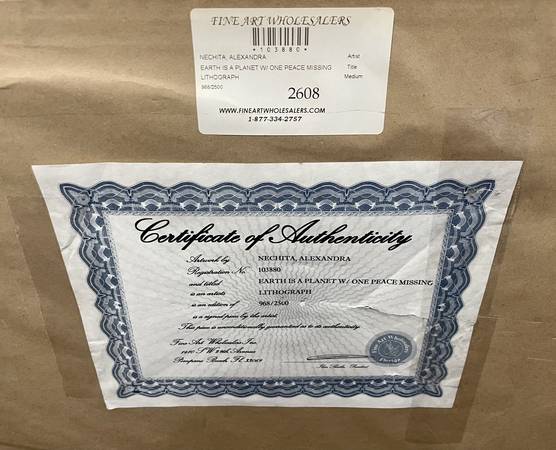 FINE ART WHOLESALERS
*103880*
NECHITA, ALEXANDRA Artist
EARTH IS A PLANET W/ ONE PEACE MISSING Title
LITHOGRAPH Medium
968/2500
2608
WWW.FINEARTWHOLESALERS.COM
1-877-334-2757
Certificate of Authenticity
Artwork by NECHITA, ALEXANDRA
Registration No. 103880
and titled EARTH IS A PLANET W/ ONE PEACE MISSING
is an artists LITHOGRAPH
is an edition of 968/2500
is a signed piece by the artist.
This piece is unconditionally guaranteed as to its authenticity.
Fine Art Wholesalers Inc.
S W Avenue
Pompano Beach, FL 33069
President